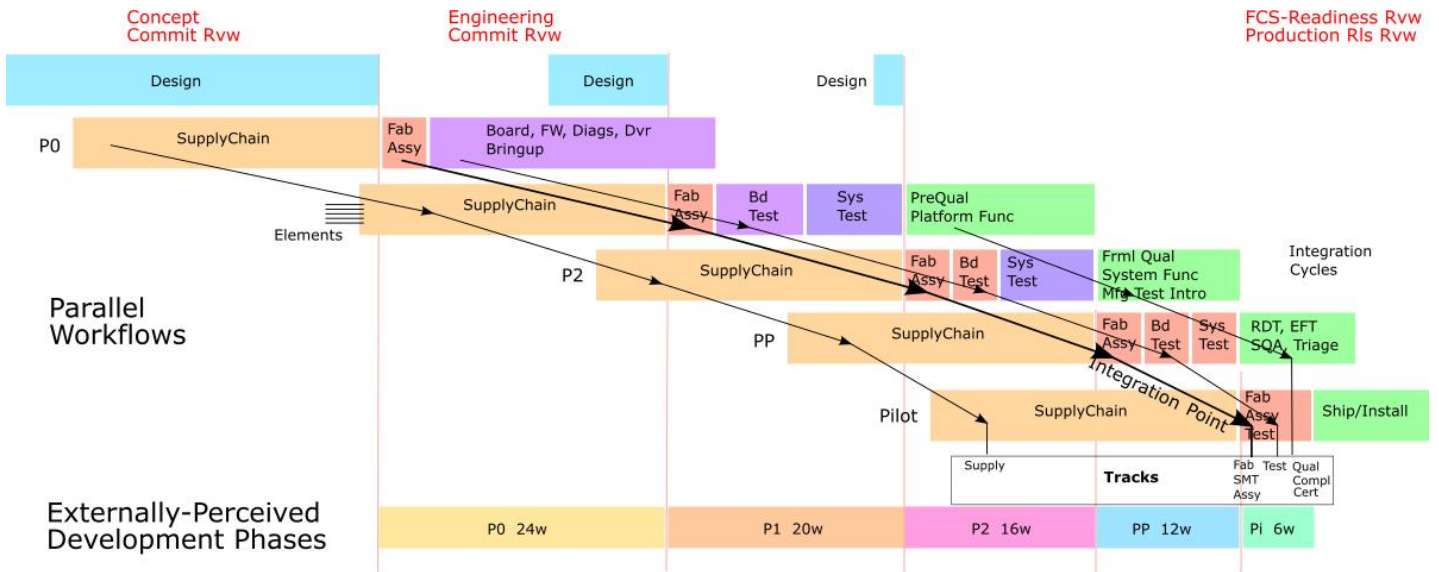 Concept
Commit Rvw
Engineering
Commit Rvw
FCS-Readiness Rvw
Production Rls Rvw
Design
Design
Design
P0
SupplyChain
Fab
Assy
Board, FW, Diags, Dvr
Bringup
Elements
SupplyChain
Fab
Assy
Bd
Test
Sys
Test
PreQual
Platform Func
P2
SupplyChain
Fab
Assy
Bd
Test
Sys
Test
Frml Qual
System Func
Mfg Test Intro
Integration
Cycles
Parallel
Workflows
PP
SupplyChain
Fab
Assy
Bd
Test
Sys
Test
RDT, EFT
SQA, Triage
Integration Point
Pilot
SupplyChain
Fab
Assy
Test
Ship/Install
Supply
Tracks
Fab
SMT
Assy
Test
Qual
Compl
Cert
Externally-Perceived
Development Phases
P0 24w
P1 20w
P2 16w
PP 12w
Pi 6w